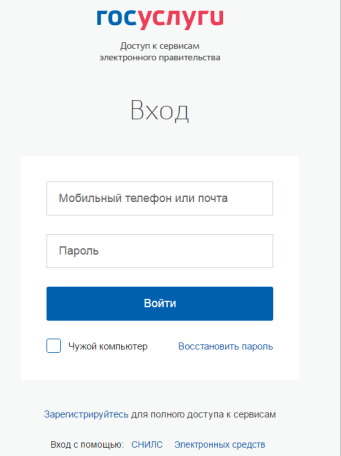 госуслуги
Доступ к сервисам
электронного правительства
Вход
Мобильный телефон или почта
Пароль
Войти
Чужой компьютер Восстановить пароль
Зарегистрируйтесь для полного доступа к сервисам
Вход с помощью: СНИЛС Электронных средств